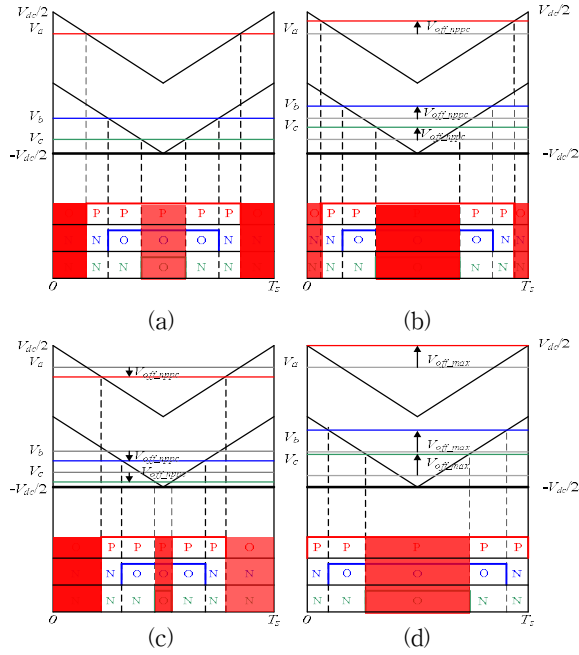 V_dc/2
V_a
V_b
V_c
-V_dc/2
P P P P P
N O O O N
N N O N N
0 T_s
(a)
V_dc/2
V_a
V_off_nppc
V_b
V_off_nppc
V_c
V_off_nppc
-V_dc/2
O P P P P P O
N O O O N N
N N O N N N
0 T_s
(b)
V_dc/2
V_a
V_off_nppc
V_b
V_off_nppc
V_c
V_off_nppc
-V_dc/2
O P P P P P O
N N O O O N N
N N N O N N N
0 T_s
(c)
V_dc/2
V_a
V_off_max
V_b
V_off_max
V_c
V_off_max
-V_dc/2
P P P P P
N O O O N
N N O N N
0 T_s
(d)